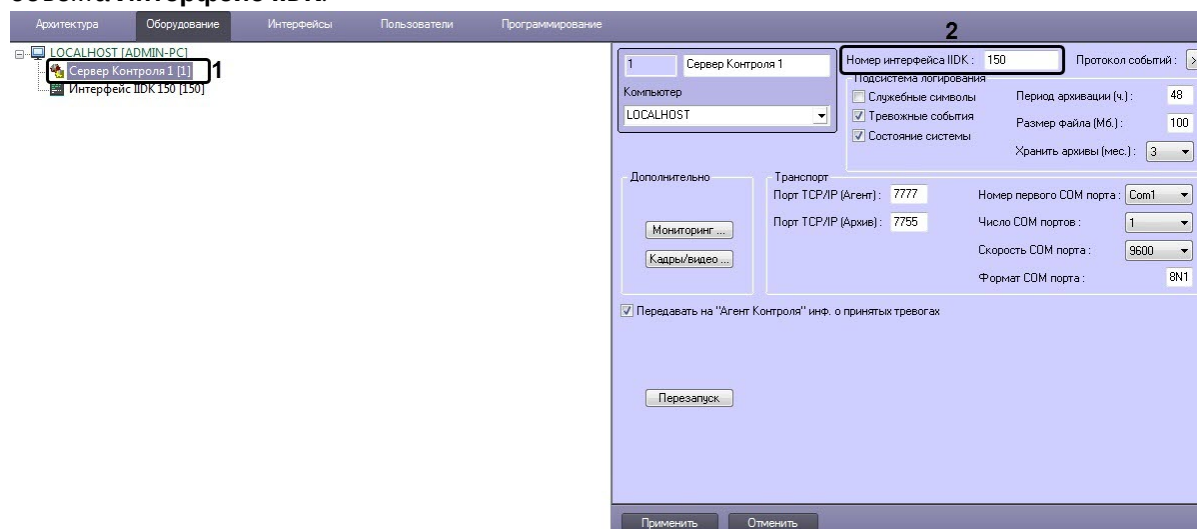 объекта Интерфейс IIDK.
Архитектура Оборудование Интерфейсы Пользователи Программирование
2
LOCALHOST [ADMIN-PC]
Сервер Контроля 1 [1] 1
Интерфейс IIDK 150 [150]
1 Сервер Контроля 1
Компьютер
LOCALHOST
Номер интерфейса IIDK : 150 Протокол событий : >
Подсистема логирования
Служебные символы Период архивации (ч.) : 48
Тревожные события Размер файла (Мб.) : 100
Состояние системы
Хранить архивы (мес.) : 3
Дополнительно
Мониторинг ...
Кадры/видео ...
Транспорт
Порт TCP/IP (Агент) : 7777 Номер первого COM порта : Com1
Порт TCP/IP (Архив) : 7755 Число COM портов : 1
Скорость COM порта : 9600
Формат COM порта : 8N1
Передавать на "Агент Контроля" инф. о принятых тревогах
Перезапуск
Применить Отменить